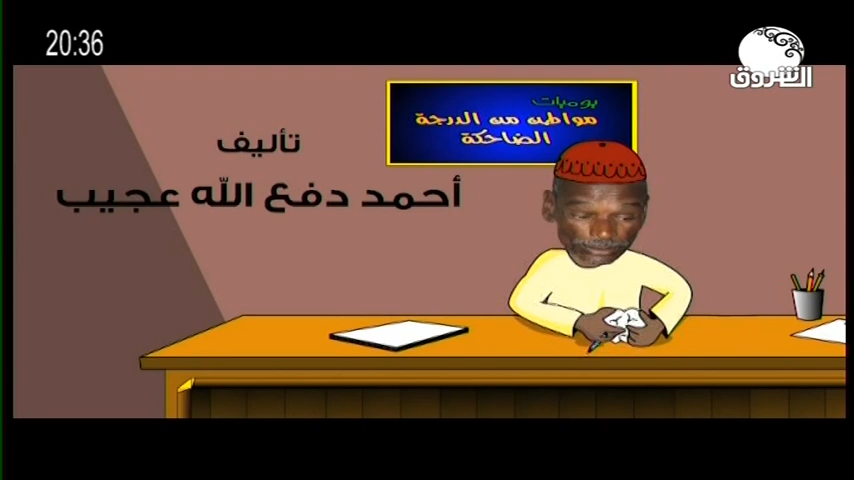 20:36
الشروق
يوميات
مواطن من الدرجة
الضاحكة
تأليف
أحمد دفع الله عجيب